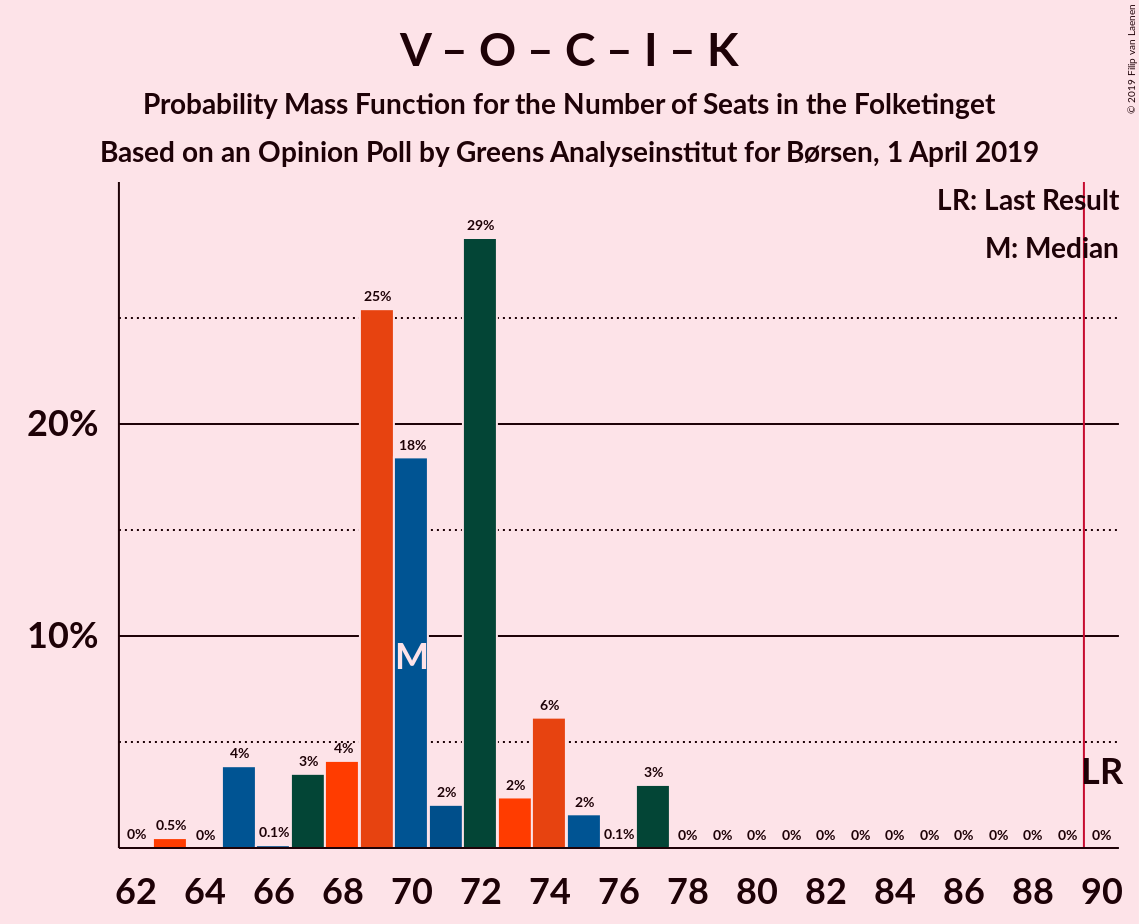 V – O – C – I – K
Probability Mass Function for the Number of Seats in the Folketinget
Based on an Opinion Poll by Greens Analyseinstitut for Børsen, 1 April 2019
© 2019 Filip van Laenen
LR: Last Result
M: Median
29%
25%
20%
18%
10%
M
6%
4%
4%
3%
3%
LR
2%
2%
2%
0% 0.5% 0% 0.1% 0.1% 0% 0% 0% 0% 0% 0% 0% 0% 0% 0% 0% 0% 0%
62 64 66 68 70 72 74 76 78 80 82 84 86 88 90